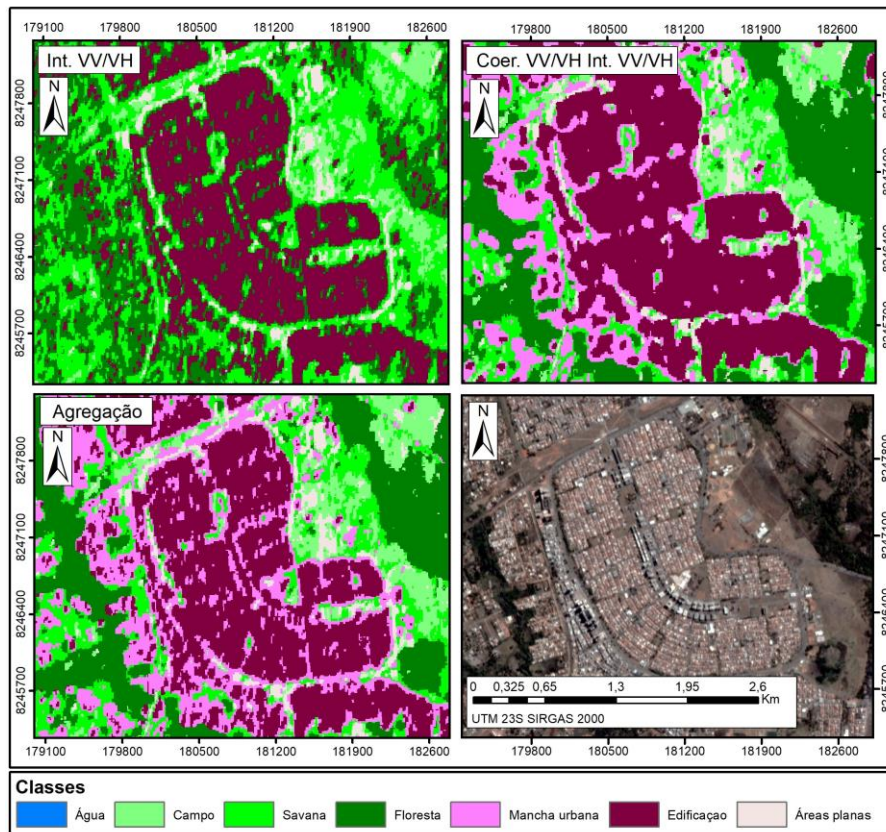 179100 179800 180500 181200 181900 182600
179800 180500 181200 181900 182600
Int. VV/VH
N
8247800
8247100
8246400
8245700
Coer. VV/VH Int. VV/VH
N
8247800
8247100
8246400
8245700
Agregação
N
8247800
8247100
8246400
8245700
N
8247800
8247100
8246400
8245700
0 0,325 0,65 1,3 1,95 2,6
Km
UTM 23S SIRGAS 2000
179100 179800 180500 181200 181900 182600
179800 180500 181200 181900 182600
Classes
Água Campo Savana Floresta Mancha urbana Edificaçao Áreas planas